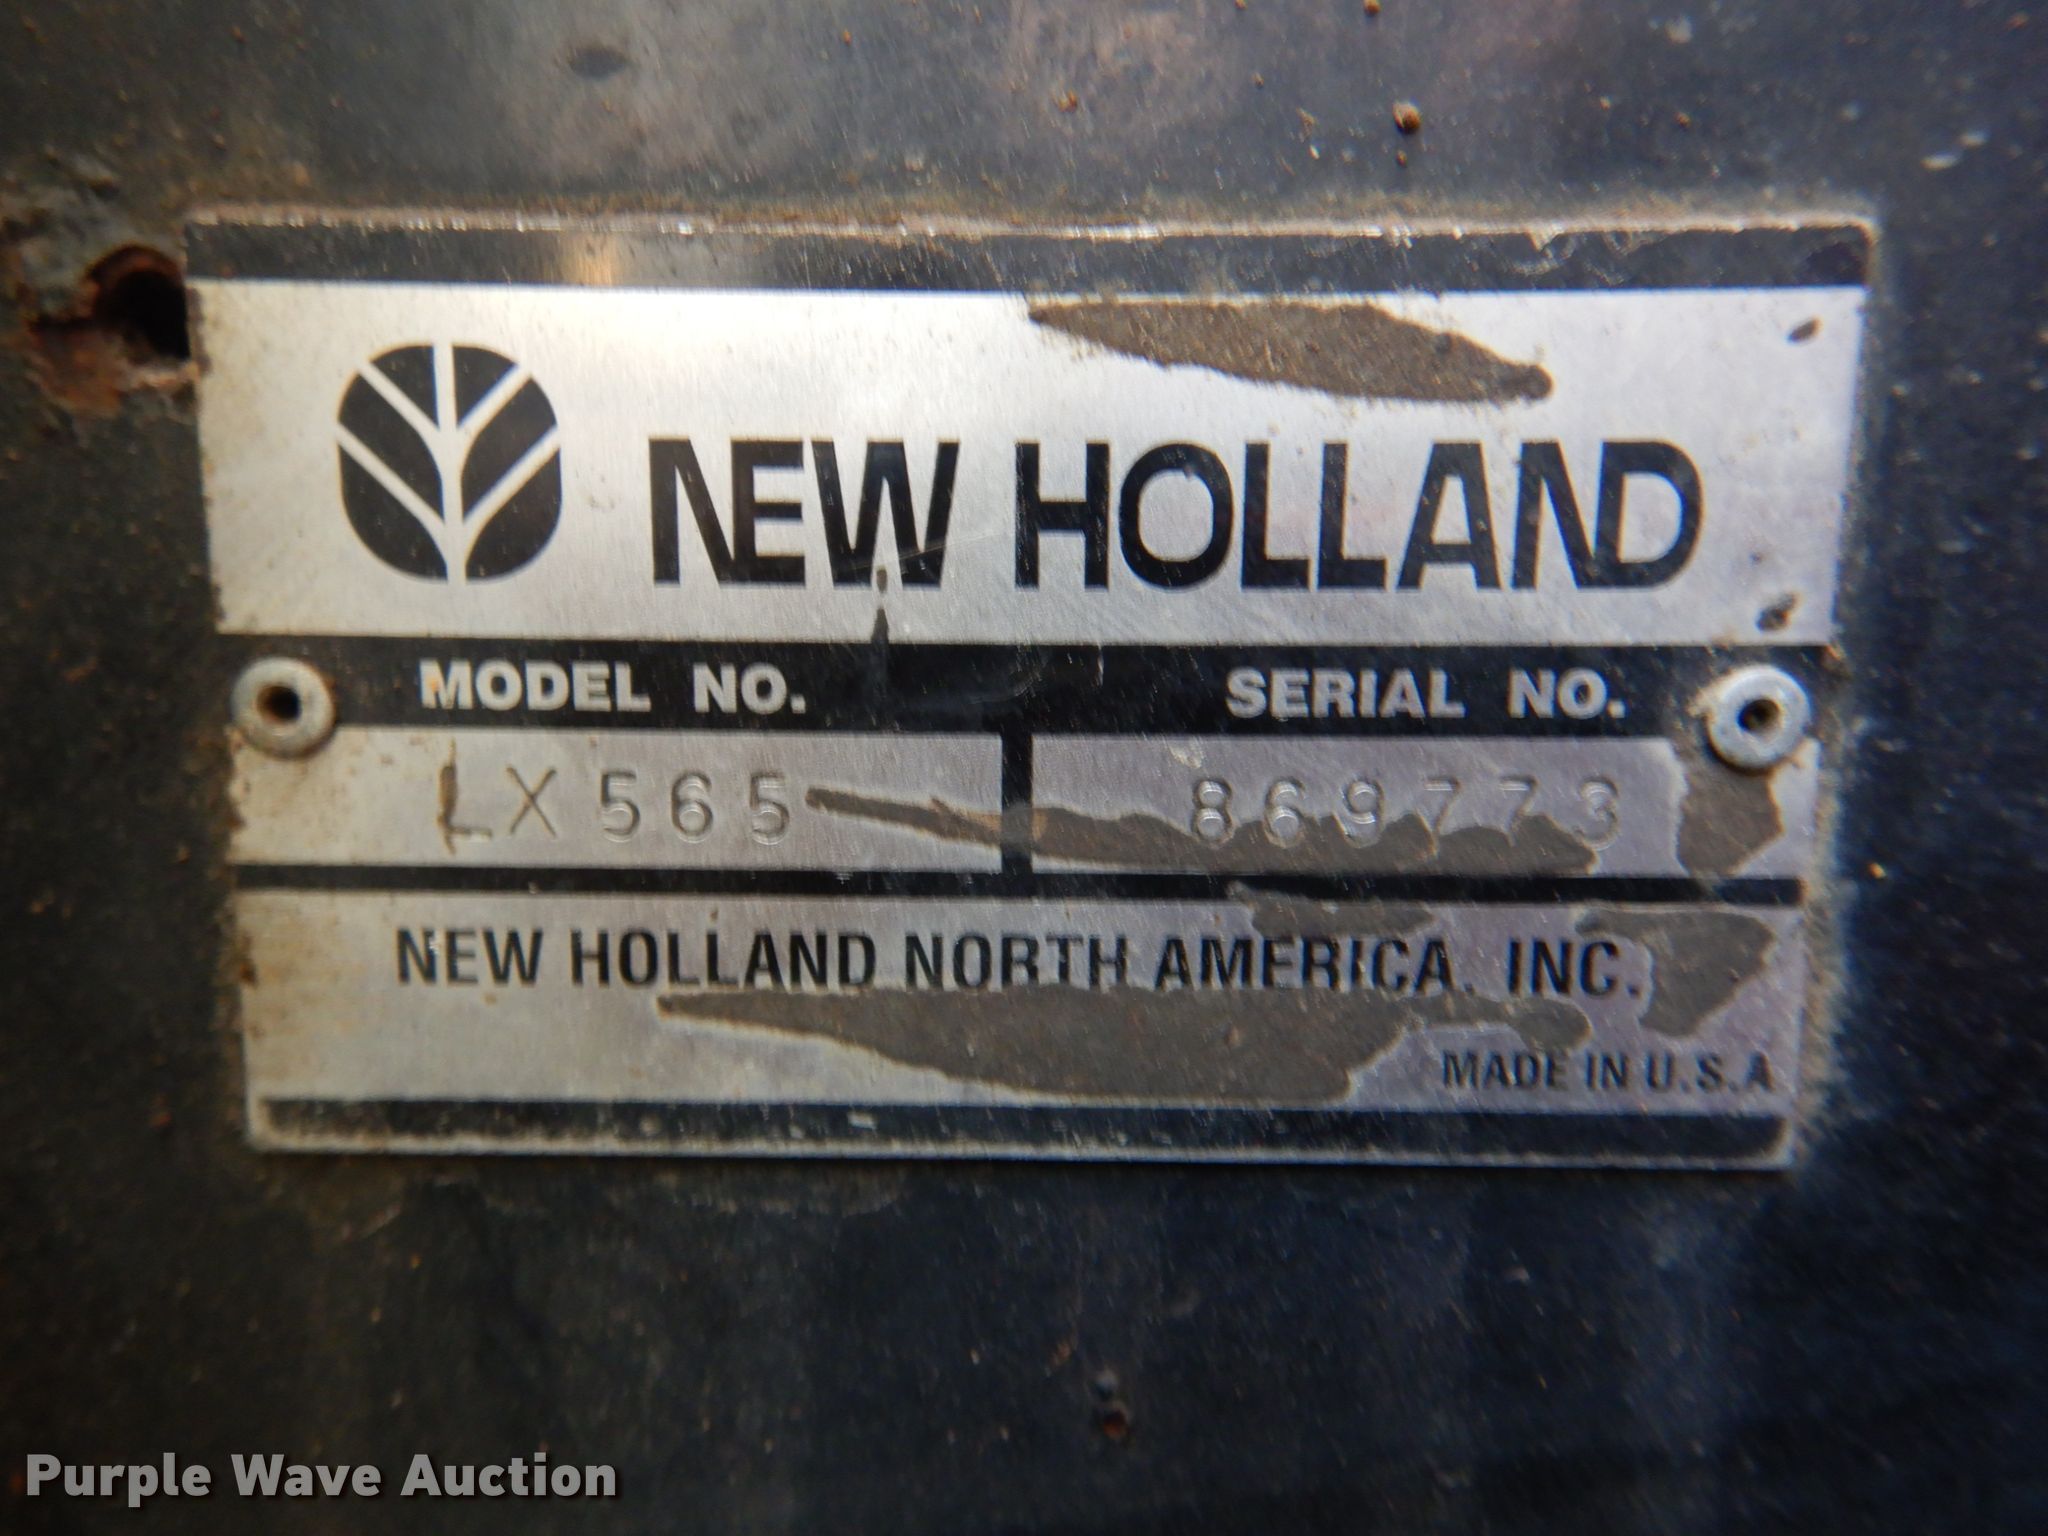 NEW HOLLAND
MODEL NO. SERIAL NO.
LX565 869773
NEW HOLLAND NORTH AMERICA, INC.
MADE IN U.S.A
Purple Wave Auction